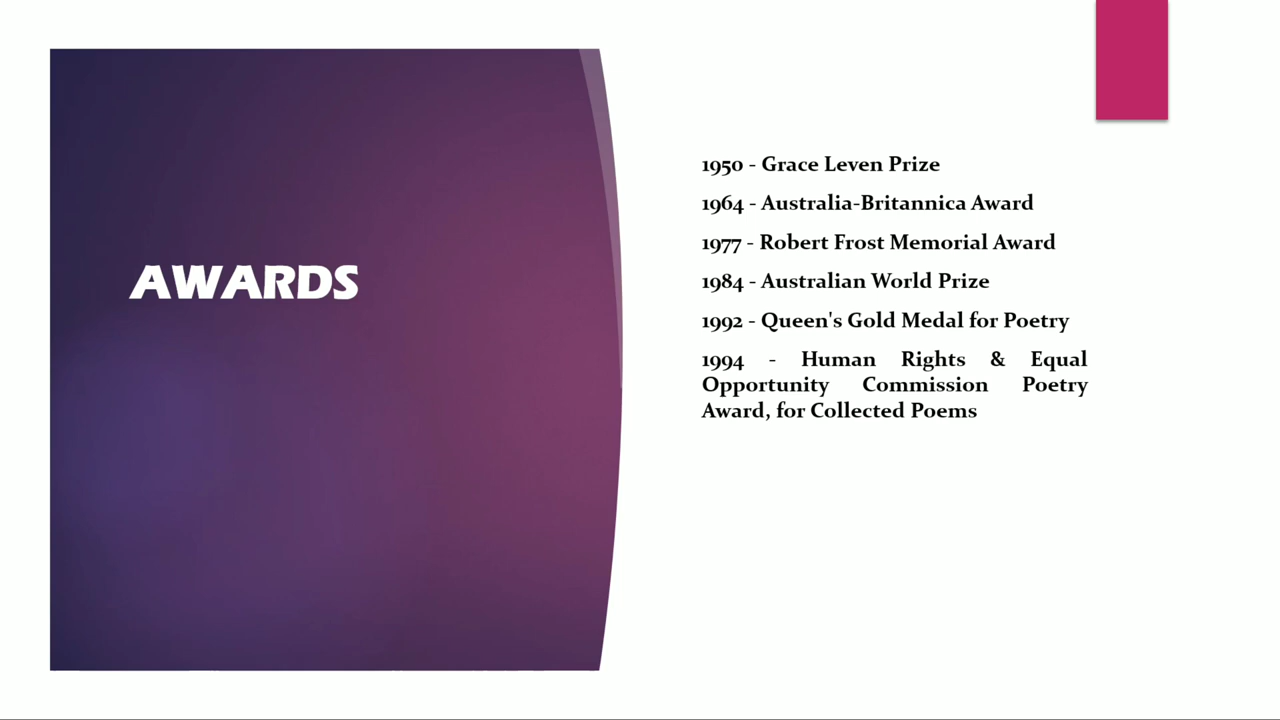 AWARDS
1950 - Grace Leven Prize
1964 - Australia-Britannica Award
1977 - Robert Frost Memorial Award
1984 - Australian World Prize
1992 - Queen's Gold Medal for Poetry
1994 - Human Rights & Equal
Opportunity Commission Poetry
Award, for Collected Poems